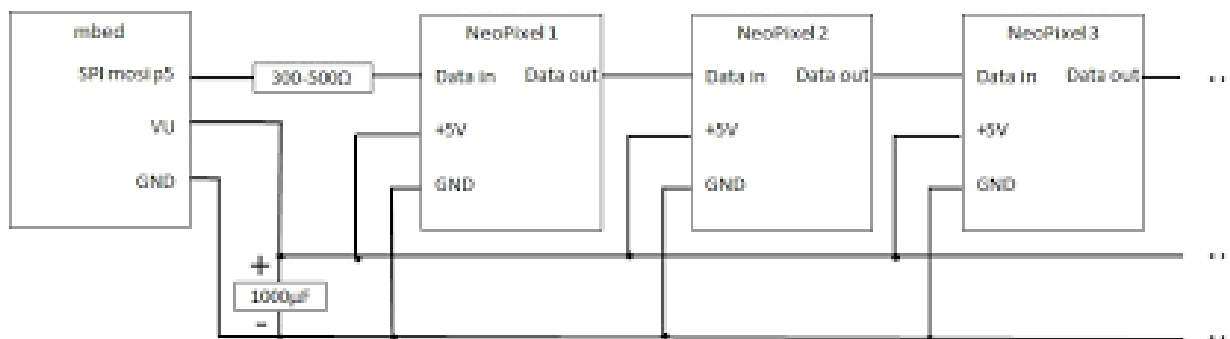 mbed
NeoPixel 1
NeoPixel 2
NeoPixel 3
SPI mosi p5
300-500Ω
Data in
Data out
Data in
Data out
Data in
Data out
..
VU
+5V
+5V
+5V
GND
GND
GND
GND
+
..
1000µF
-
..